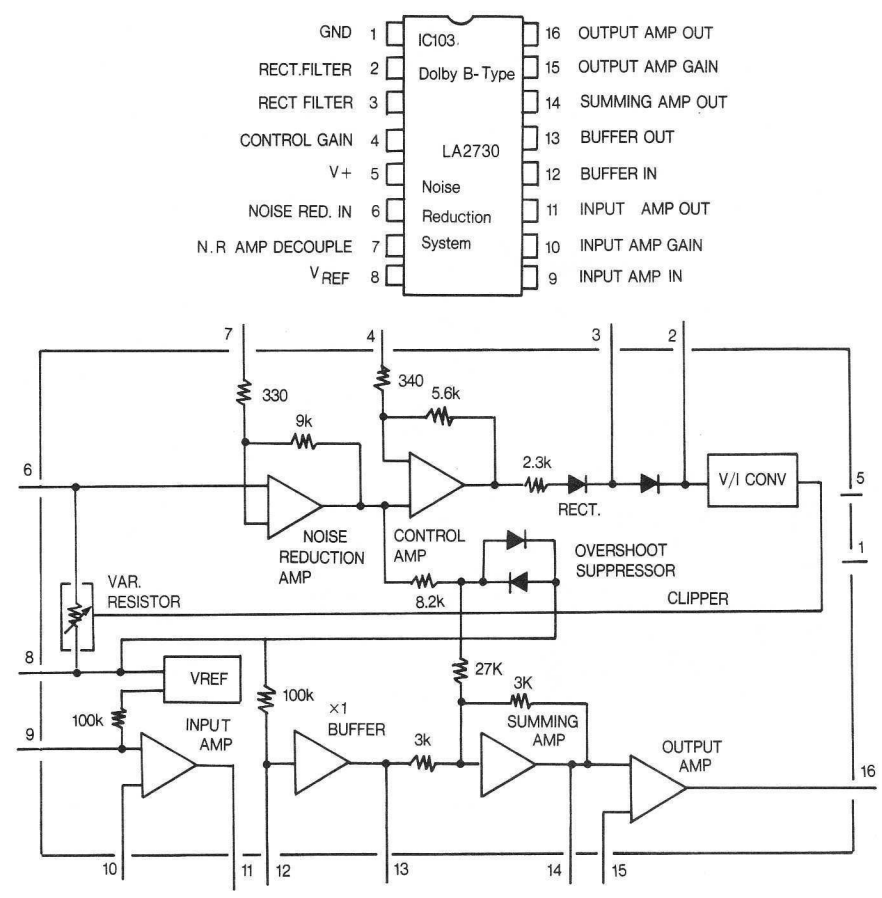 GND 1 IC103 16 OUTPUT AMP OUT
RECT.FILTER 2 Dolby B-Type 15 OUTPUT AMP GAIN
RECT FILTER 3 14 SUMMING AMP OUT
CONTROL GAIN 4 LA2730 13 BUFFER OUT
V+ 5 12 BUFFER IN
NOISE RED. IN 6 Noise 11 INPUT AMP OUT
N.R AMP DECOUPLE 7 Reduction 10 INPUT AMP GAIN
VREF 8 System 9 INPUT AMP IN
7 4 3 2
330
340
5.6k
9k
6
2.3k
V/I CONV
5
RECT.
NOISE
REDUCTION
AMP
CONTROL
AMP
OVERSHOOT
SUPPRESSOR
1
VAR.
RESISTOR
8.2k
CLIPPER
8
VREF
27K
100k
100k
×1
BUFFER
3K
9
INPUT
AMP
3k
SUMMING
AMP
OUTPUT
AMP
16
10 11 12 13 14 15